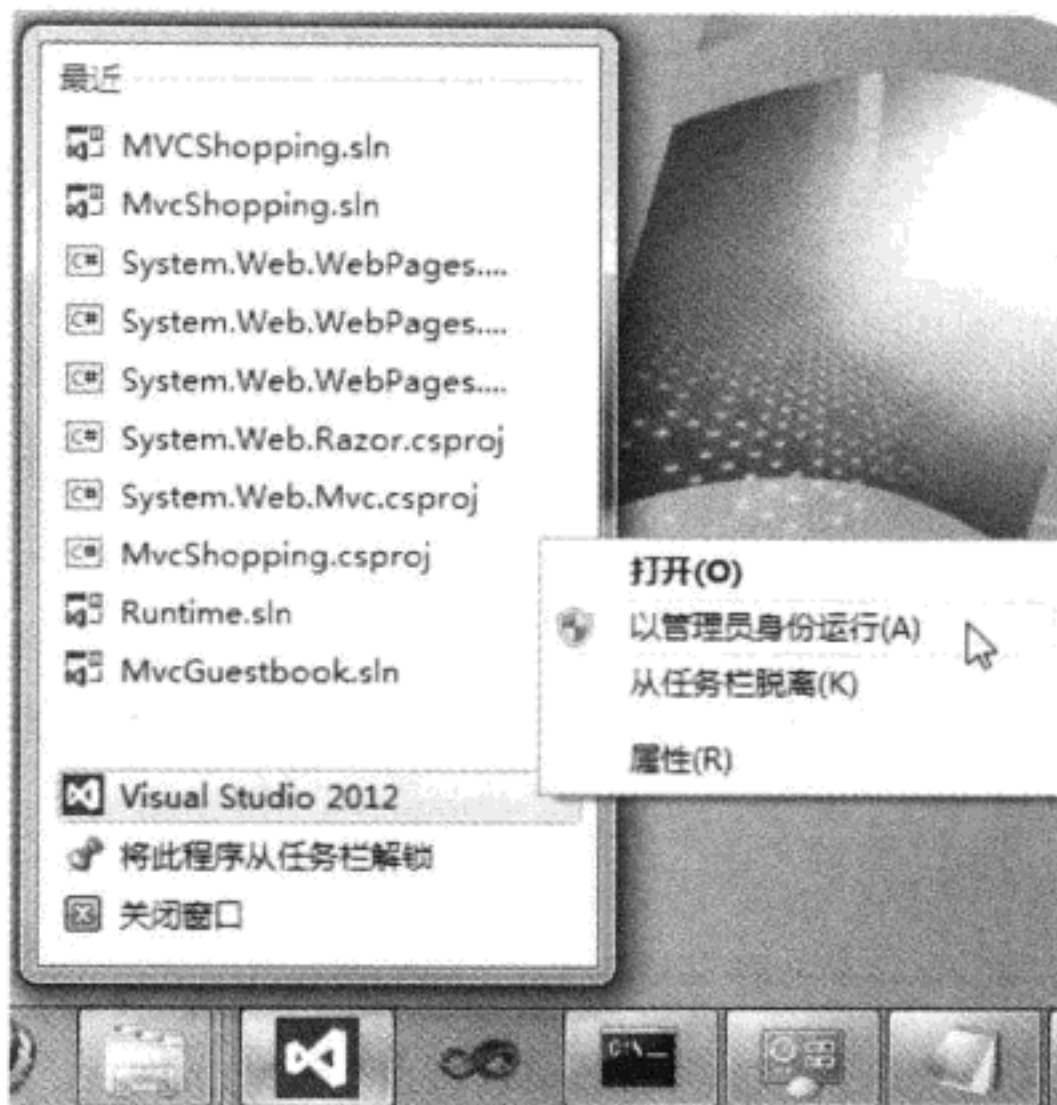 最近
MVCShopping.sln
MvcShopping.sln
System.Web.WebPages....
System.Web.WebPages....
System.Web.WebPages....
System.Web.Razor.csproj
System.Web.Mvc.csproj
MvcShopping.csproj
Runtime.sln
MvcGuestbook.sln
Visual Studio 2012
将此程序从任务栏解锁
关闭窗口
打开(O)
以管理员身份运行(A)
从任务栏脱离(K)
属性(R)